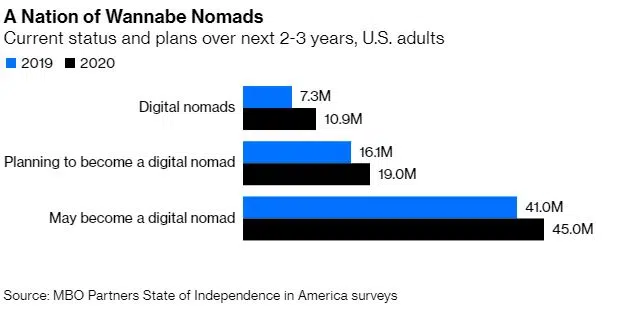 A Nation of Wannabe Nomads
Current status and plans over next 2-3 years, U.S. adults
2019 2020
Digital nomads
7.3M
10.9M
Planning to become a digital nomad
16.1M
19.0M
May become a digital nomad
41.0M
45.0M
Source: MBO Partners State of Independence in America surveys